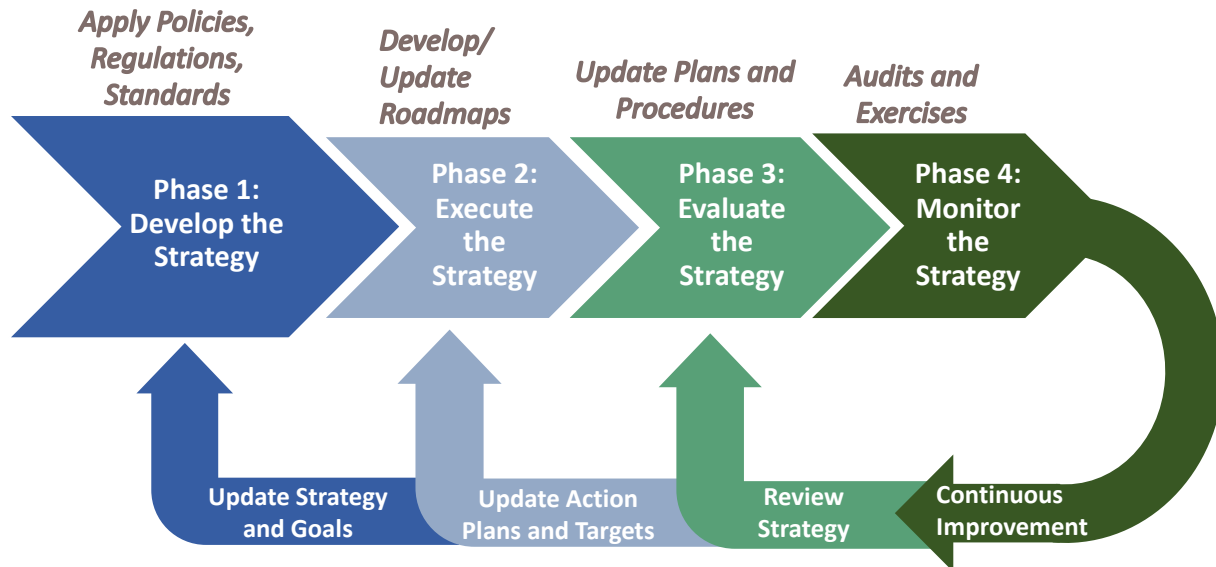 Apply Policies,
Regulations,
Standards
Develop/
Update
Roadmaps
Update Plans and
Procedures
Audits and
Exercises
Phase 1:
Develop the
Strategy
Phase 2:
Execute
the
Strategy
Phase 3:
Evaluate
the
Strategy
Phase 4:
Monitor
the
Strategy
Update Strategy
and Goals
Update Action
Plans and Targets
Review
Strategy
Continuous
Improvement